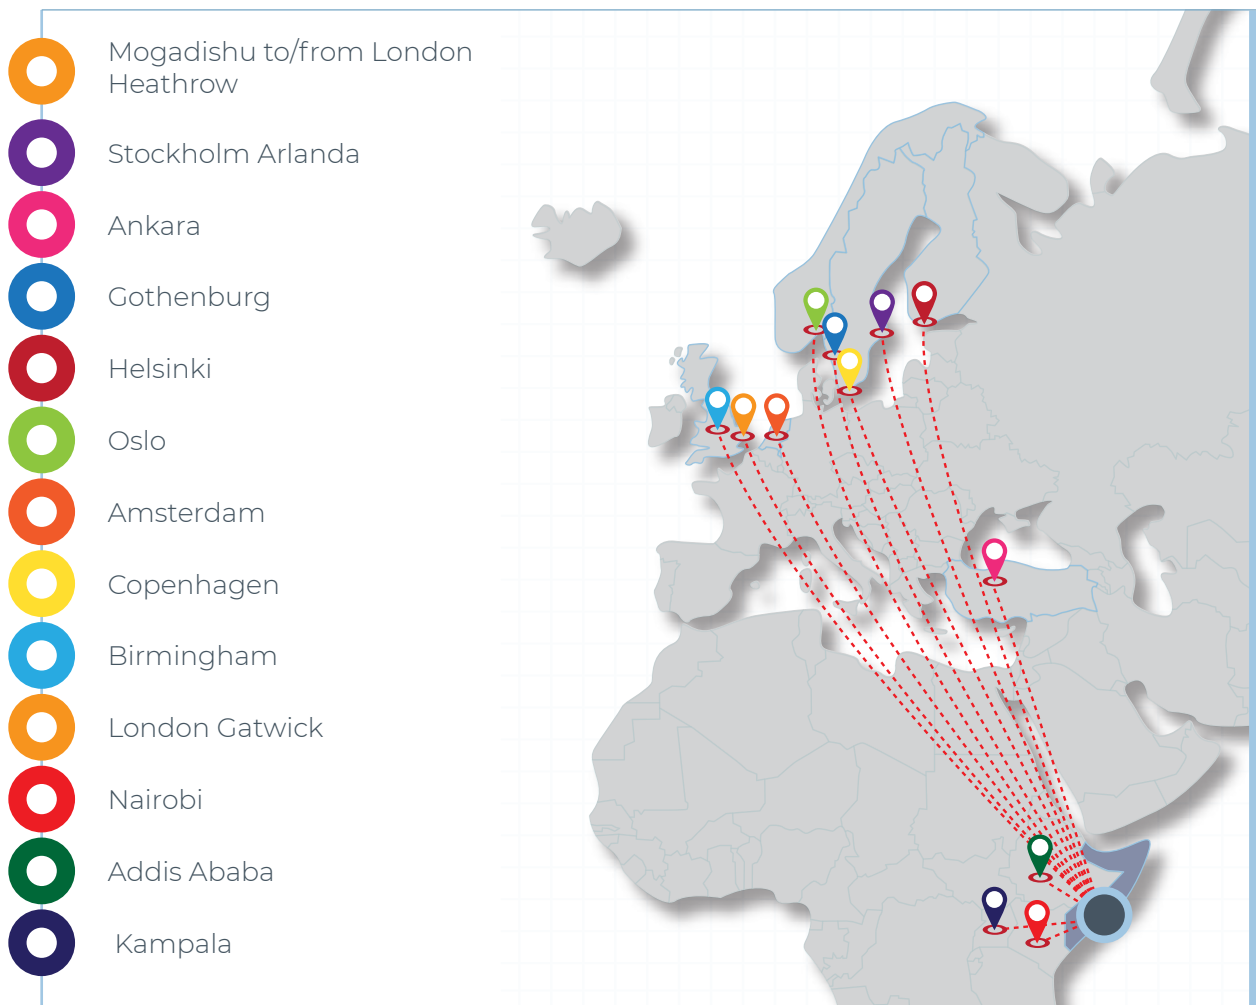 Mogadishu to/from London
Heathrow
Stockholm Arlanda
Ankara
Gothenburg
Helsinki
Oslo
Amsterdam
Copenhagen
Birmingham
London Gatwick
Nairobi
Addis Ababa
Kampala